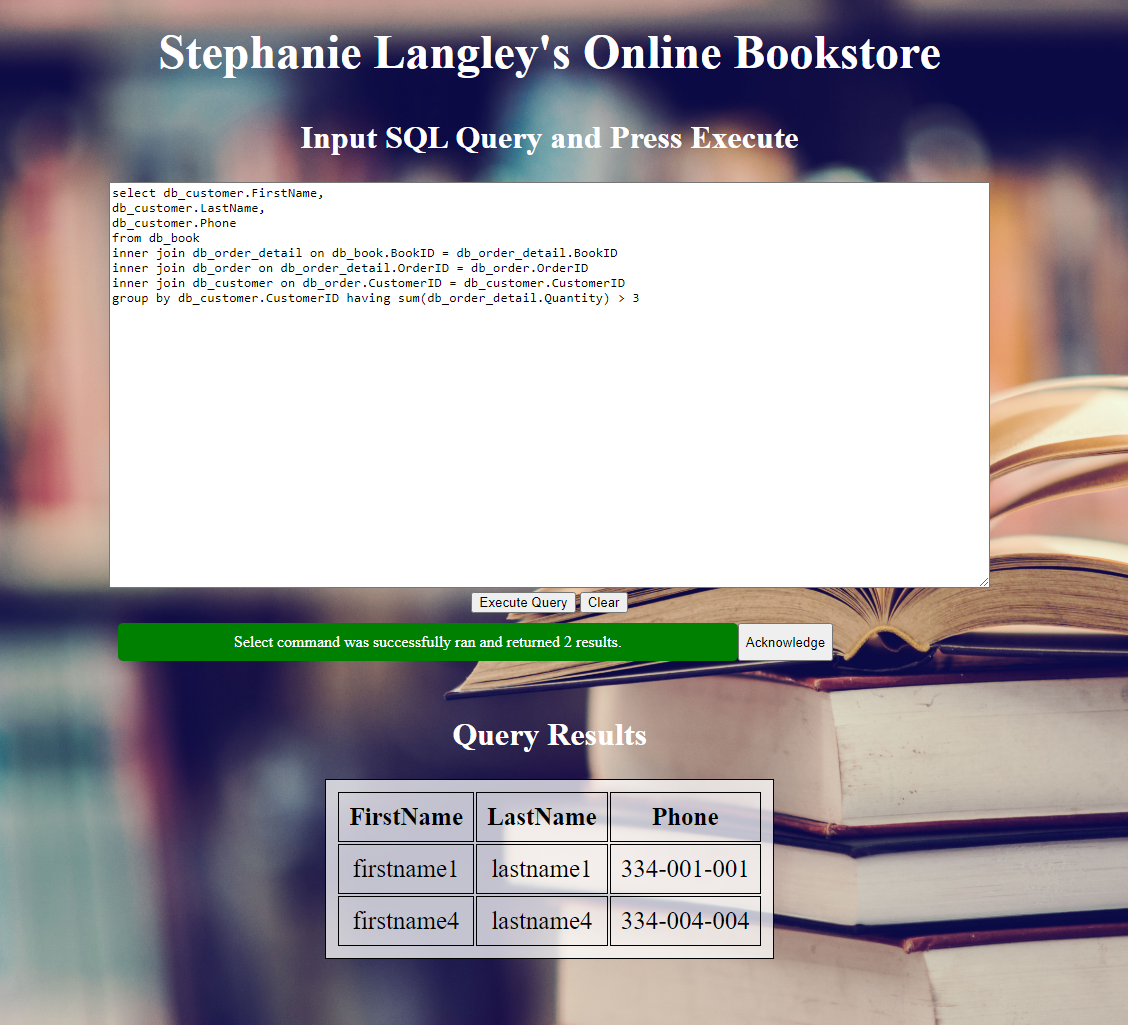 Stephanie Langley's Online Bookstore
Input SQL Query and Press Execute
select db_customer.FirstName,
db_customer.LastName,
db_customer.Phone
from db_book
inner join db_order_detail on db_book.BookID = db_order_detail.BookID
inner join db_order on db_order_detail.OrderID = db_order.OrderID
inner join db_customer on db_order.CustomerID = db_customer.CustomerID
group by db_customer.CustomerID having sum(db_order_detail.Quantity) > 3
Execute Query Clear
Select command was successfully ran and returned 2 results. Acknowledge
Query Results
FirstName LastName Phone
firstname1 lastname1 334-001-001
firstname4 lastname4 334-004-004